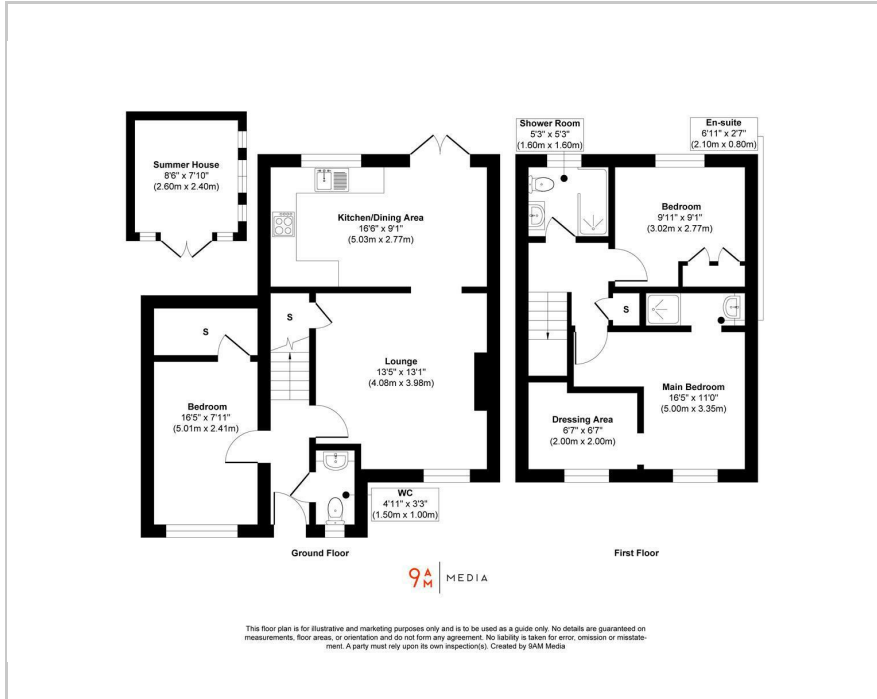 Summer House
8'6" x 7'10"
(2.60m x 2.40m)
Kitchen/Dining Area
16'6" x 9'1"
(5.03m x 2.77m)
S
S
Lounge
13'5" x 13'1"
(4.08m x 3.98m)
Bedroom
16'5" x 7'11"
(5.01m x 2.41m)
WC
4'11" x 3'3"
(1.50m x 1.00m)
Ground Floor
Shower Room
5'3" x 5'3"
(1.60m x 1.60m)
En-suite
6'11" x 2'7"
(2.10m x 0.80m)
Bedroom
9'11" x 9'1"
(3.02m x 2.77m)
S
Main Bedroom
16'5" x 11'0"
(5.00m x 3.35m)
Dressing Area
6'7" x 6'7"
(2.00m x 2.00m)
First Floor
9AM MEDIA
This floor plan is for illustrative and marketing purposes only and is to be used as a guide only. No details are guaranteed on
measurements, floor areas, or orientation and do not form any agreement. No liability is taken for error, omission or misstate-
ment. A party must rely upon its own inspection(s). Created by 9AM Media